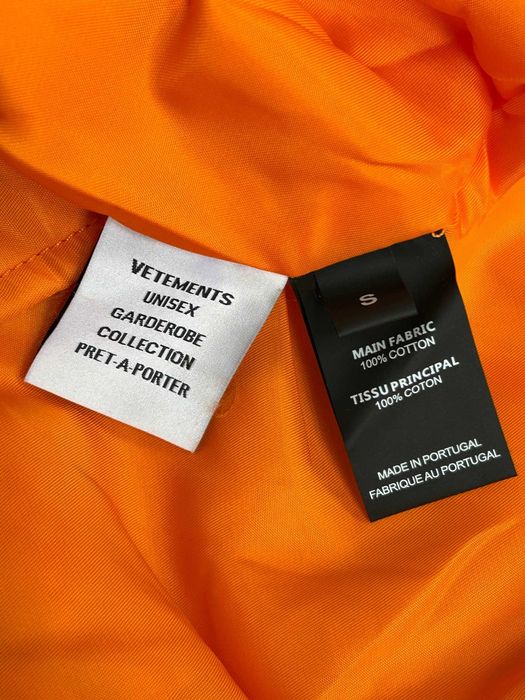 VETEMENTS
UNISEX
GARDEROBE
COLLECTION
PRET-A-PORTER
S
MAIN FABRIC
100% COTTON
TISSU PRINCIPAL
100% COTON
MADE IN PORTUGAL
FABRIQUE AU PORTUGAL